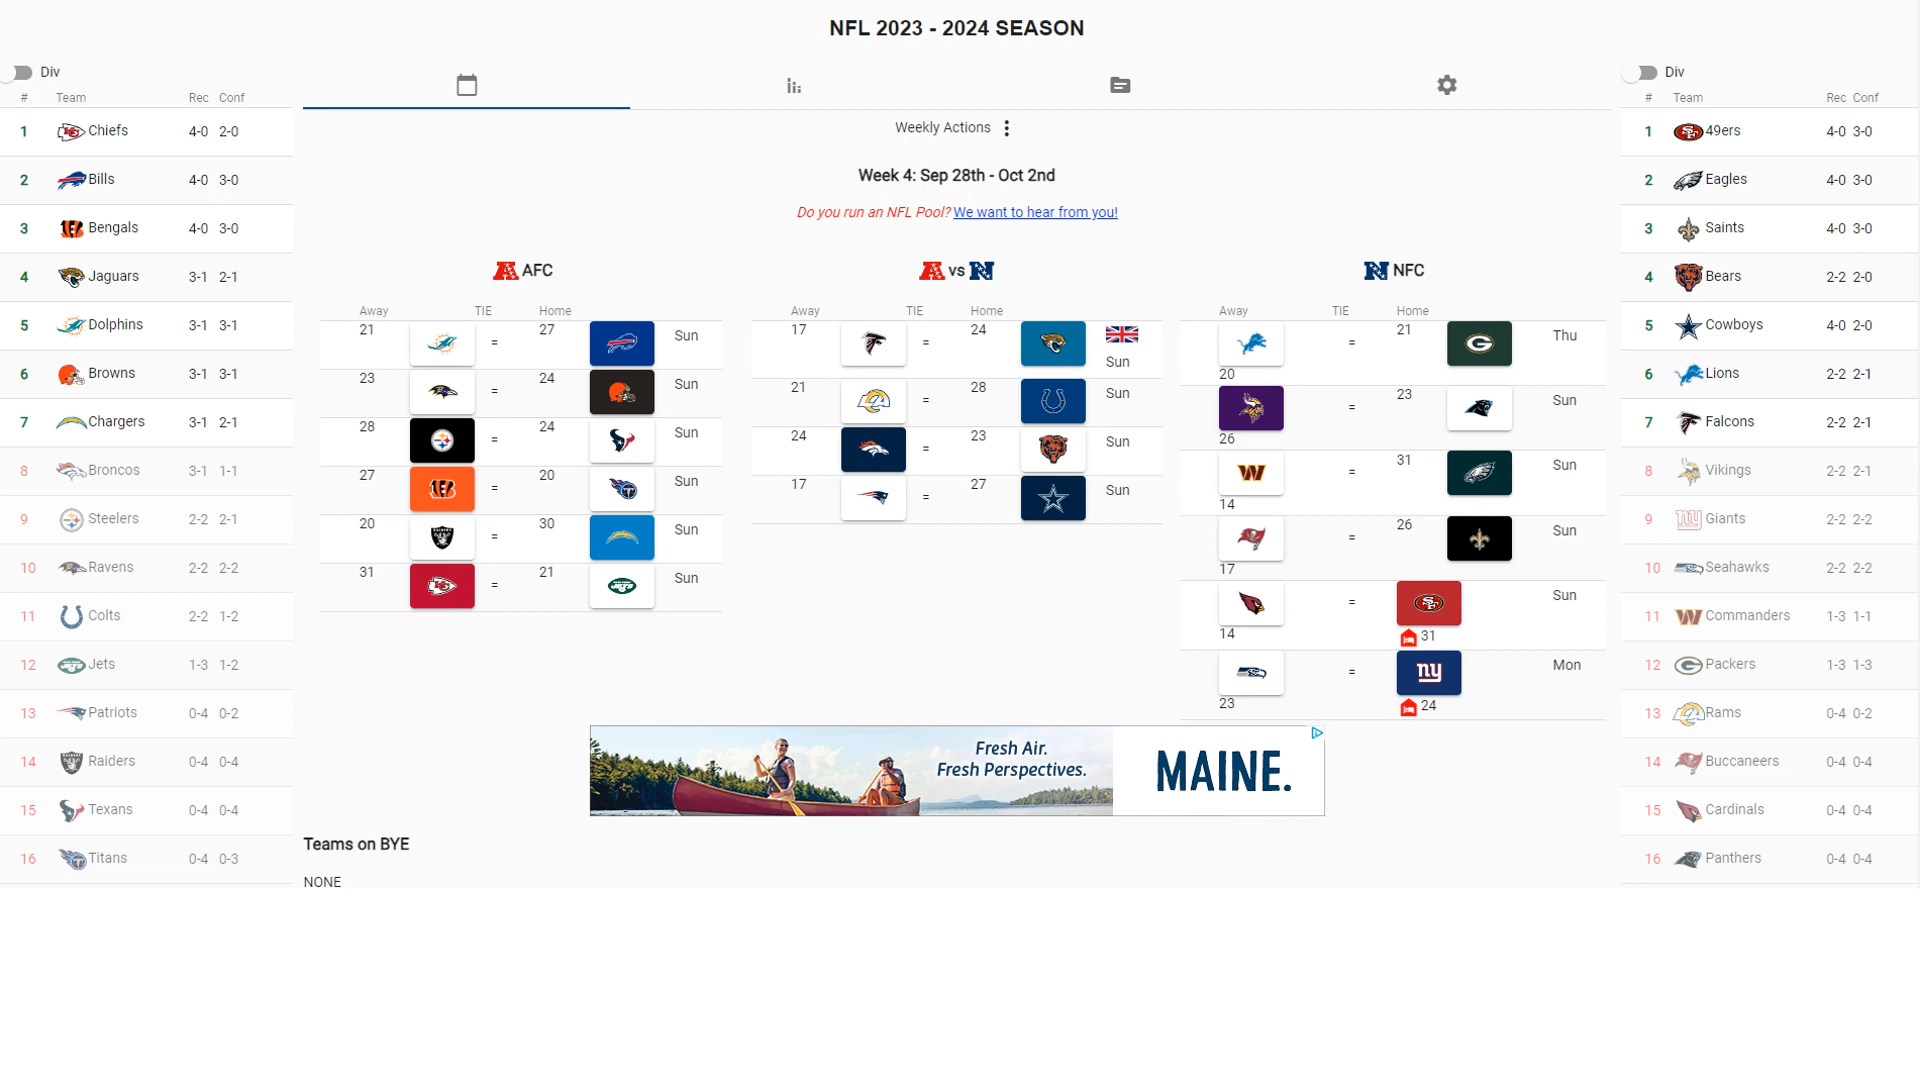 NFL 2023 - 2024 SEASON
Div
# Team Rec Conf
1 Chiefs 4-0 2-0
2 Bills 4-0 3-0
3 Bengals 4-0 3-0
4 Jaguars 3-1 2-1
5 Dolphins 3-1 3-1
6 Browns 3-1 3-1
7 Chargers 3-1 2-1
8 Broncos 3-1 1-1
9 Steelers 2-2 2-1
10 Ravens 2-2 2-2
11 Colts 2-2 1-2
12 Jets 1-3 1-2
13 Patriots 0-4 0-2
14 Raiders 0-4 0-4
15 Texans 0-4 0-4
16 Titans 0-4 0-3
Weekly Actions
Week 4: Sep 28th - Oct 2nd
Do you run an NFL Pool? We want to hear from you!
A AFC
Away TIE Home
21 = 27 Sun
23 = 24 Sun
28 = 24 Sun
27 = 20 Sun
20 = 30 Sun
31 = 21 Sun
A vs N
Away TIE Home
17 = 24 Sun
21 = 28 Sun
24 = 23 Sun
17 = 27 Sun
N NFC
Away TIE Home
= 21 Thu
20
= 23 Sun
26
W = 31 Sun
14
= 26 Sun
17
= SF Sun
14 31
= ny Mon
23 24
Fresh Air.
Fresh Perspectives.
MAINE.
Teams on BYE
NONE
Div
# Team Rec Conf
1 49ers 4-0 3-0
2 Eagles 4-0 3-0
3 Saints 4-0 3-0
4 Bears 2-2 2-0
5 Cowboys 4-0 2-0
6 Lions 2-2 2-1
7 Falcons 2-2 2-1
8 Vikings 2-2 2-1
9 Giants 2-2 2-2
10 Seahawks 2-2 2-2
11 Commanders 1-3 1-1
12 Packers 1-3 1-3
13 Rams 0-4 0-2
14 Buccaneers 0-4 0-4
15 Cardinals 0-4 0-4
16 Panthers 0-4 0-4